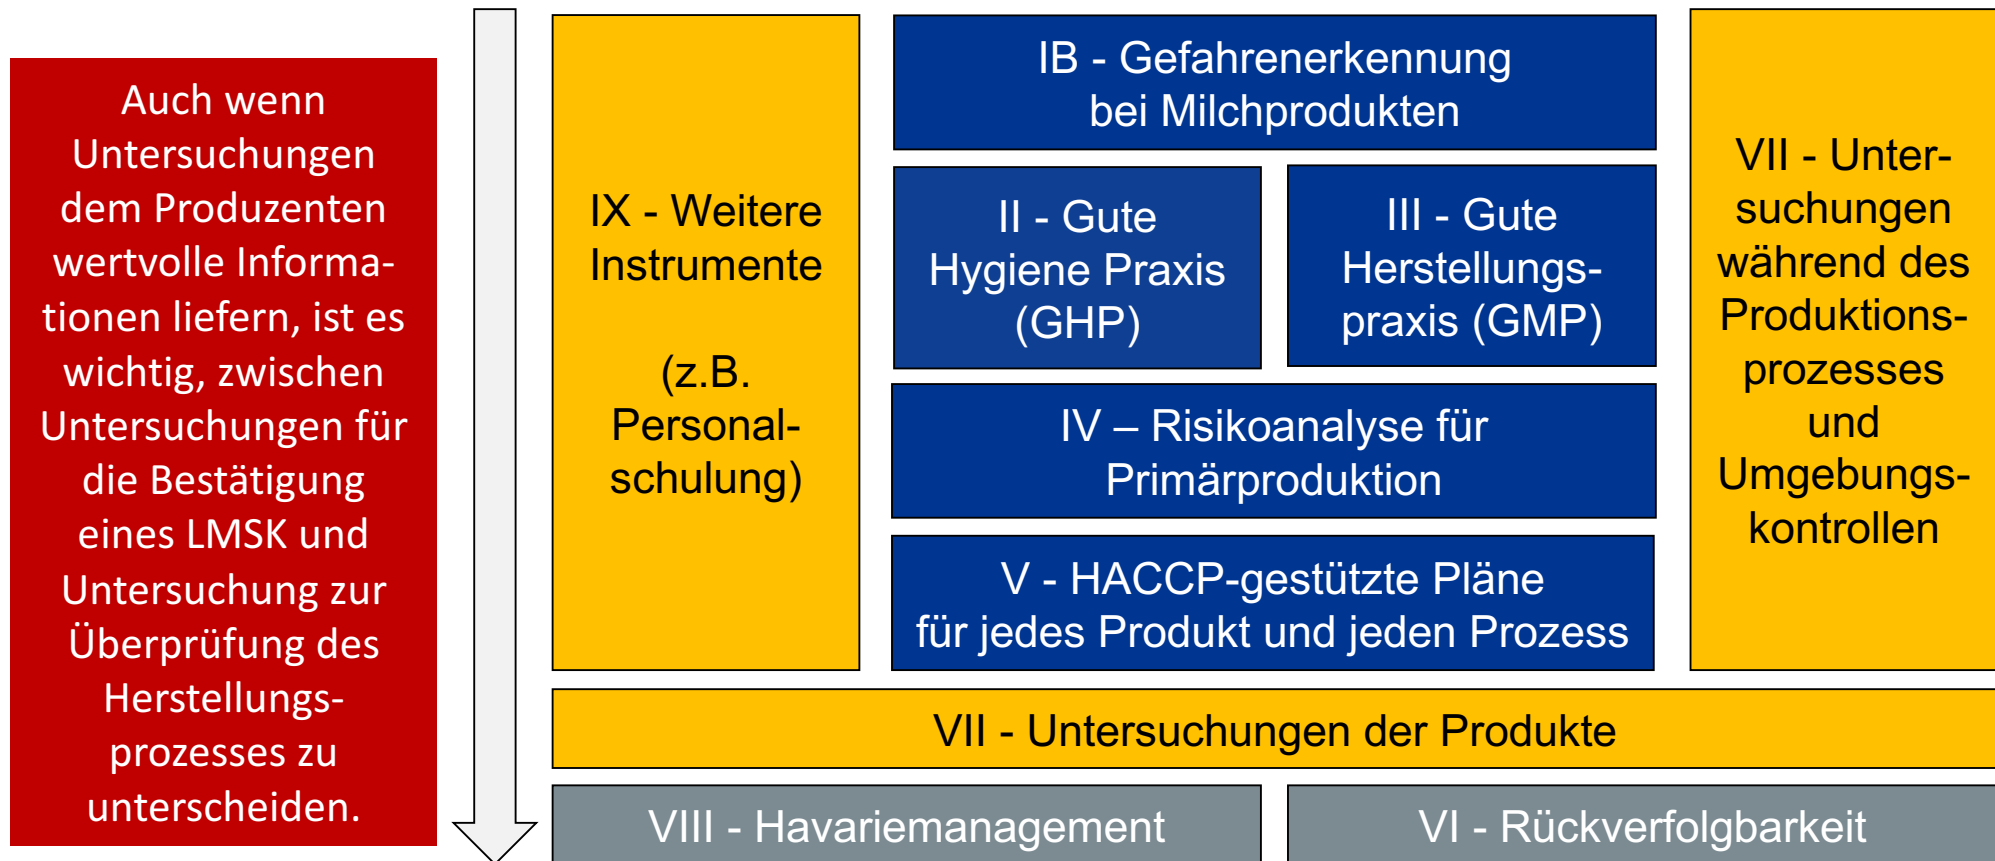 Auch wenn
Untersuchungen
dem Produzenten
wertvolle Informa-
tionen liefern, ist es
wichtig, zwischen
Untersuchungen für
die Bestätigung
eines LMSK und
Untersuchung zur
Überprüfung des
Herstellungs-
prozesses zu
unterscheiden.
IX - Weitere
Instrumente
(z.B.
Personal-
schulung)
IB - Gefahrenerkennung
bei Milchprodukten
II - Gute
Hygiene Praxis
(GHP)
III - Gute
Herstellungs-
praxis (GMP)
IV – Risikoanalyse für
Primärproduktion
V - HACCP-gestützte Pläne
für jedes Produkt und jeden Prozess
VII - Unter-
suchungen
während des
Produktions-
prozesses
und
Umgebungs-
kontrollen
VII - Untersuchungen der Produkte
VIII - Havariemanagement
VI - Rückverfolgbarkeit